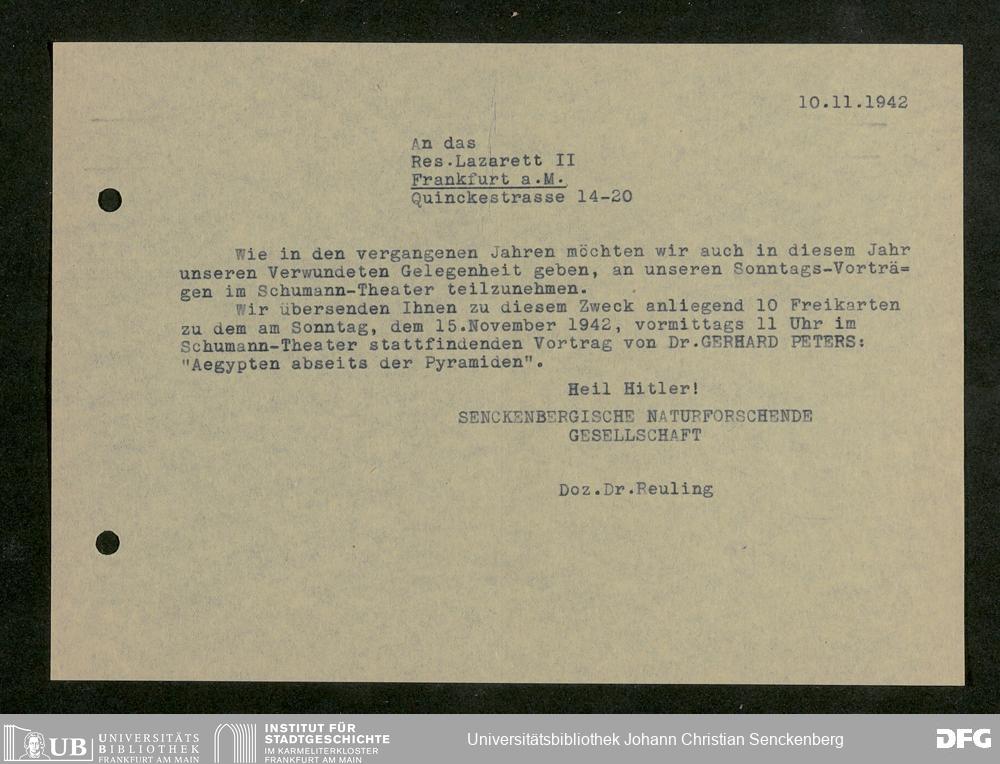 10.11.1942
An das
Res.Lazarett II
Frankfurt a.M.
Quinckestrasse 14-20
Wie in den vergangenen Jahren möchten wir auch in diesem Jahr
unseren Verwundeten Gelegenheit geben, an unseren Sonntags-Vorträ=
gen im Schumann-Theater teilzunehmen.
Wir übersenden Ihnen zu diesem Zweck anliegend 10 Freikarten
zu dem am Sonntag, dem 15.November 1942, vormittags 11 Uhr im
Schumann-Theater stattfindenden Vortrag von Dr.GERHARD PETERS:
"Aegypten abseits der Pyramiden".
Heil Hitler!
SENCKENBERGISCHE NATURFORSCHENDE
GESELLSCHAFT
Doz.Dr.Reuling
UB
UNIVERSITÄTS
BIBLIOTHEK
FRANKFURT AM MAIN
INSTITUT FÜR
STADTGESCHICHTE
IM KARMELITERKLOSTER
FRANKFURT AM MAIN
Universitätsbibliothek Johann Christian Senckenberg
DFG